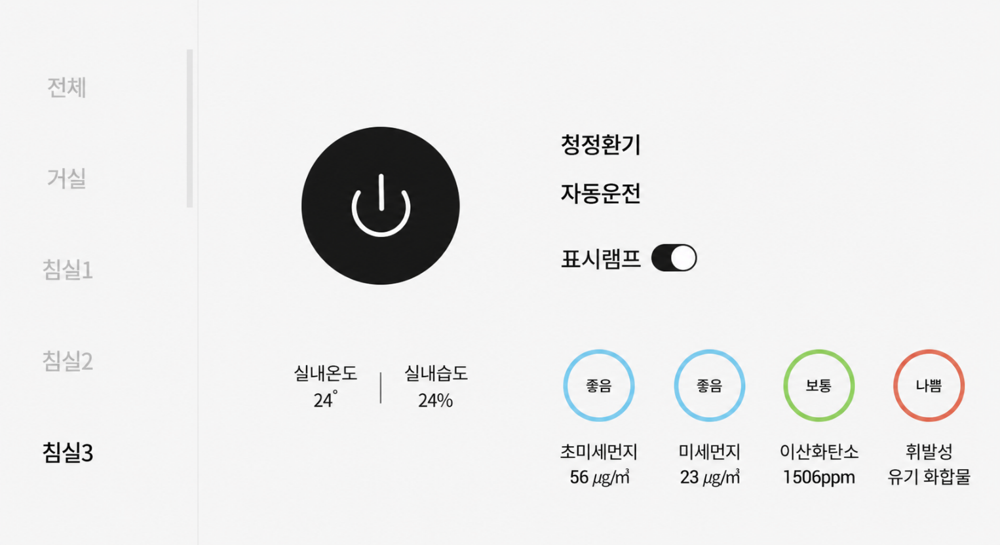 전체
거실
침실1
침실2
침실3
청정환기
자동운전
표시램프
실내온도
24°
실내습도
24%
좋음
초미세먼지
56 μg/㎥
좋음
미세먼지
23 μg/㎥
보통
이산화탄소
1506ppm
나쁨
휘발성
유기 화합물